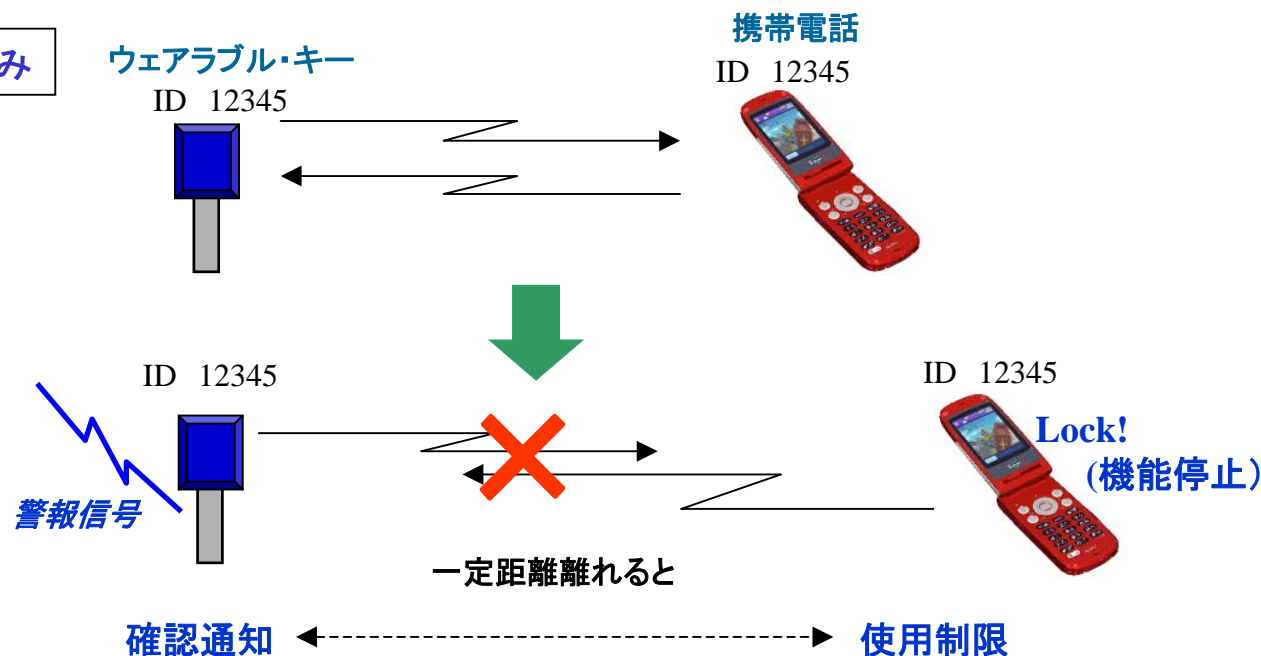 み
ウェアラブル・キー
携帯電話
ID 12345
ID 12345
ID 12345
ID 12345
Lock!
(機能停止)
警報信号
一定距離離れると
確認通知
使用制限